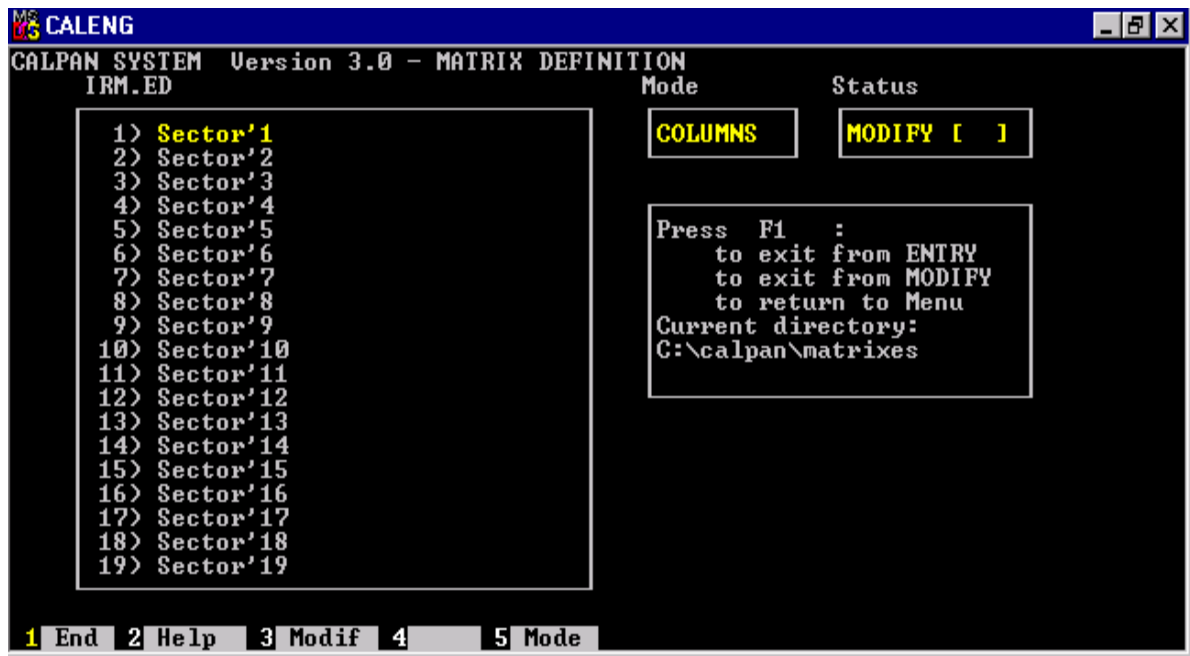 CALENG
CALPAN SYSTEM Version 3.0 - MATRIX DEFINITION
IRM.ED Mode Status
1) Sector'1 COLUMNS MODIFY [ ]
2) Sector'2
3) Sector'3
4) Sector'4
5) Sector'5 Press F1 :
6) Sector'6 to exit from ENTRY
7) Sector'7 to exit from MODIFY
8) Sector'8 to return to Menu
9) Sector'9 Current directory:
10) Sector'10 C:\calpan\matrixes
11) Sector'11
12) Sector'12
13) Sector'13
14) Sector'14
15) Sector'15
16) Sector'16
17) Sector'17
18) Sector'18
19) Sector'19
1 End 2 Help 3 Modif 4 5 Mode